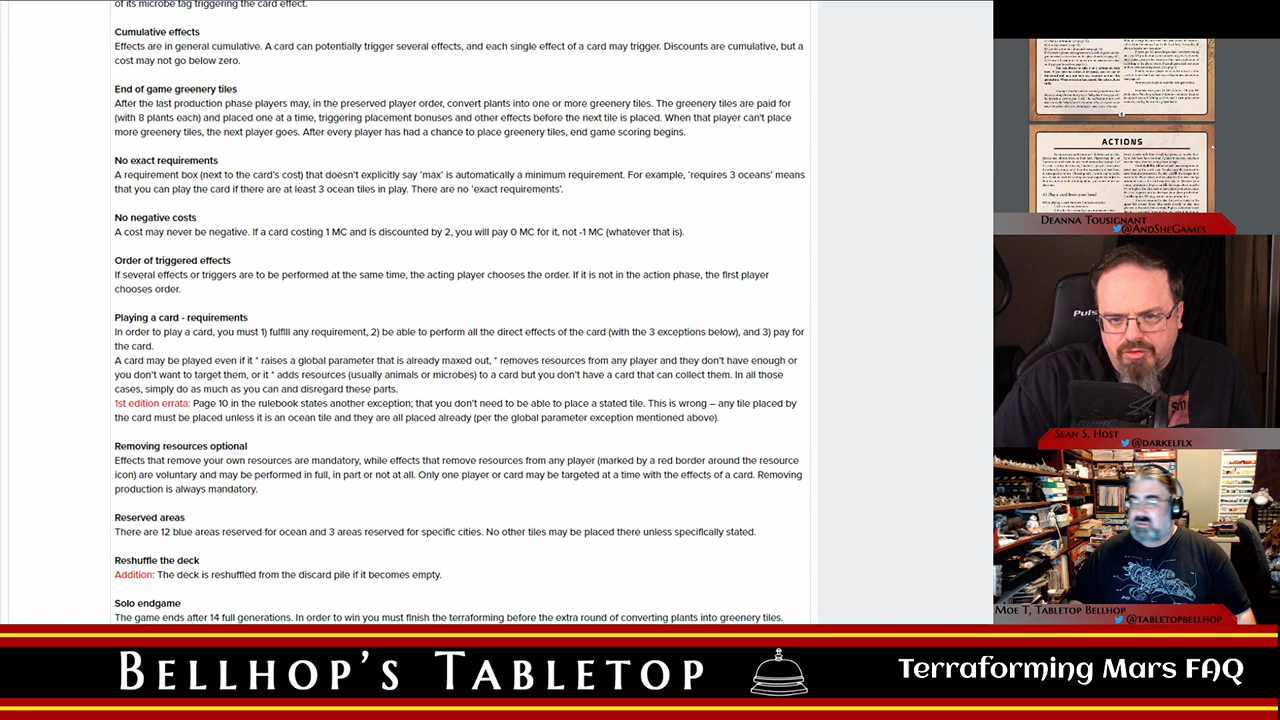 of its microbe tag triggering the card effect.
Cumulative effects
Effects are in general cumulative. A card can potentially trigger several effects, and each single effect of a card may trigger. Discounts are cumulative, but a
cost may not go below zero.
End of game greenery tiles
After the last production phase players may, in the reversed player order, convert plants into one or more greenery tiles. The greenery tiles are paid for
(with 8 plants each) and placed one at a time, triggering placement bonuses and other effects before the next tile is placed. When that player can't place
more greenery tiles, the next player goes. After every player has had a chance to place greenery tiles, end game scoring begins.
No exact requirements
A requirement box (next to the card's cost) that doesn't explicitly say 'max' is automatically a minimum requirement. For example, 'requires 3 oceans' means
that you can play the card if there are at least 3 ocean tiles in play. There are no 'exact requirements'.
No negative costs
A cost may never be negative. If a card costing 1 MC and is discounted by 2, you will pay 0 MC for it, not -1 MC (whatever that is).
Order of triggered effects
If several effects or triggers are to be performed at the same time, the acting player chooses the order. If it is not in the action phase, the first player
chooses order.
Playing a card - requirements
In order to play a card, you must 1) fulfill any requirement, 2) be able to perform all the direct effects of the card (with the 3 exceptions below), and 3) pay for
the card.
A card may be played even if it * raises a global parameter that is already maxed out, * removes resources from any player and they don't have enough or
you don't want to target them, or it * adds resources (usually animals or microbes) to a card but you don't have a card that can collect them. In all those
cases, simply do as much as you can and disregard these parts.
1st edition errata: Page 10 in the rulebook states another exception; that you don't need to be able to place a stated tile. This is wrong – any tile placed by
the card must be placed unless it is an ocean tile and they are all placed already (per the global parameter exception mentioned above).
Removing resources optional
Effects that remove your own resources are mandatory, while effects that remove resources from any player (marked by a red border around the resource
icon) are voluntary and may be performed in full, in part or not at all. Only one player or card may be targeted at a time with the effects of a card. Removing
production is always mandatory.
Reserved areas
There are 12 blue areas reserved for ocean and 3 areas reserved for specific cities. No other tiles may be placed there unless specifically stated.
Reshuffle the deck
Addition: The deck is reshuffled from the discard pile if it becomes empty.
Solo endgame
The game ends after 14 full generations. In order to win you must finish the terraforming before the extra round of converting plants into greenery tiles.
ACTIONS
Deanna Tousignant
@AndSheGames
Puls
Sean S, Host
@darkelflx
Moe T, Tabletop Bellhop
@tabletopbellhop
Bellhop's Tabletop
Terraforming Mars FAQ